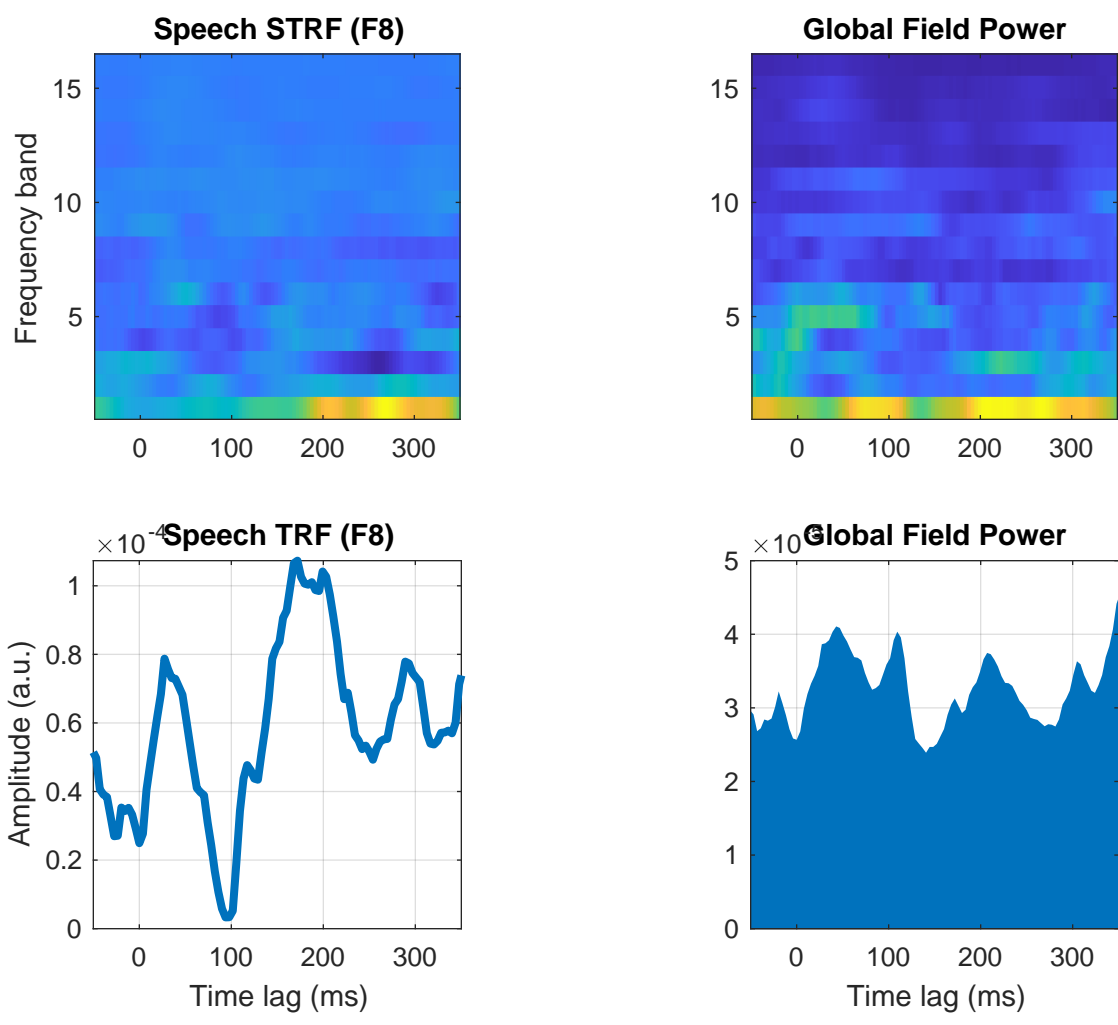 Speech STRF (F8)
Global Field Power
Frequency band
15
10
5
0 100 200 300
15
10
5
0 100 200 300
Speech TRF (F8)
Global Field Power
×10⁻⁴
Amplitude (a.u.)
1
0.8
0.6
0.4
0.2
0
0 100 200 300
Time lag (ms)
×10
5
4
3
2
1
0
0 100 200 300
Time lag (ms)